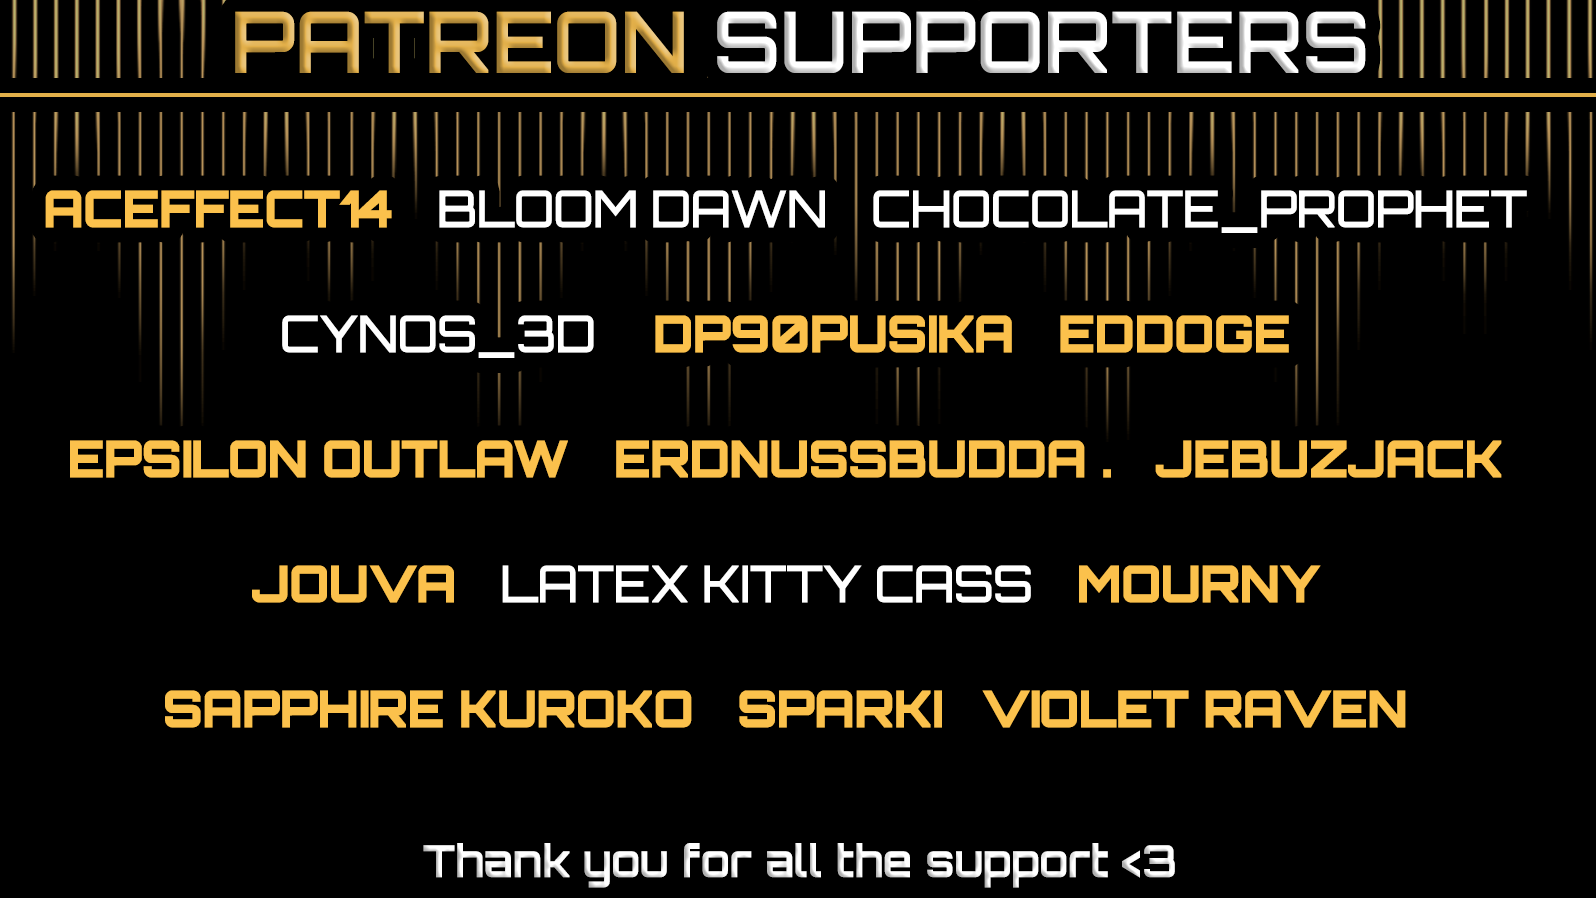 PATREON SUPPORTERS
ACEFFECT14 BLOOM DAWN CHOCOLATE_PROPHET
CYNOS_3D DP90PUSIKA EDDOGE
EPSILON OUTLAW ERDNUSSBUDDA . JEBUZJACK
JOUVA LATEX KITTY CASS MOURNY
SAPPHIRE KUROKO SPARKI VIOLET RAVEN
Thank you for all the support <3